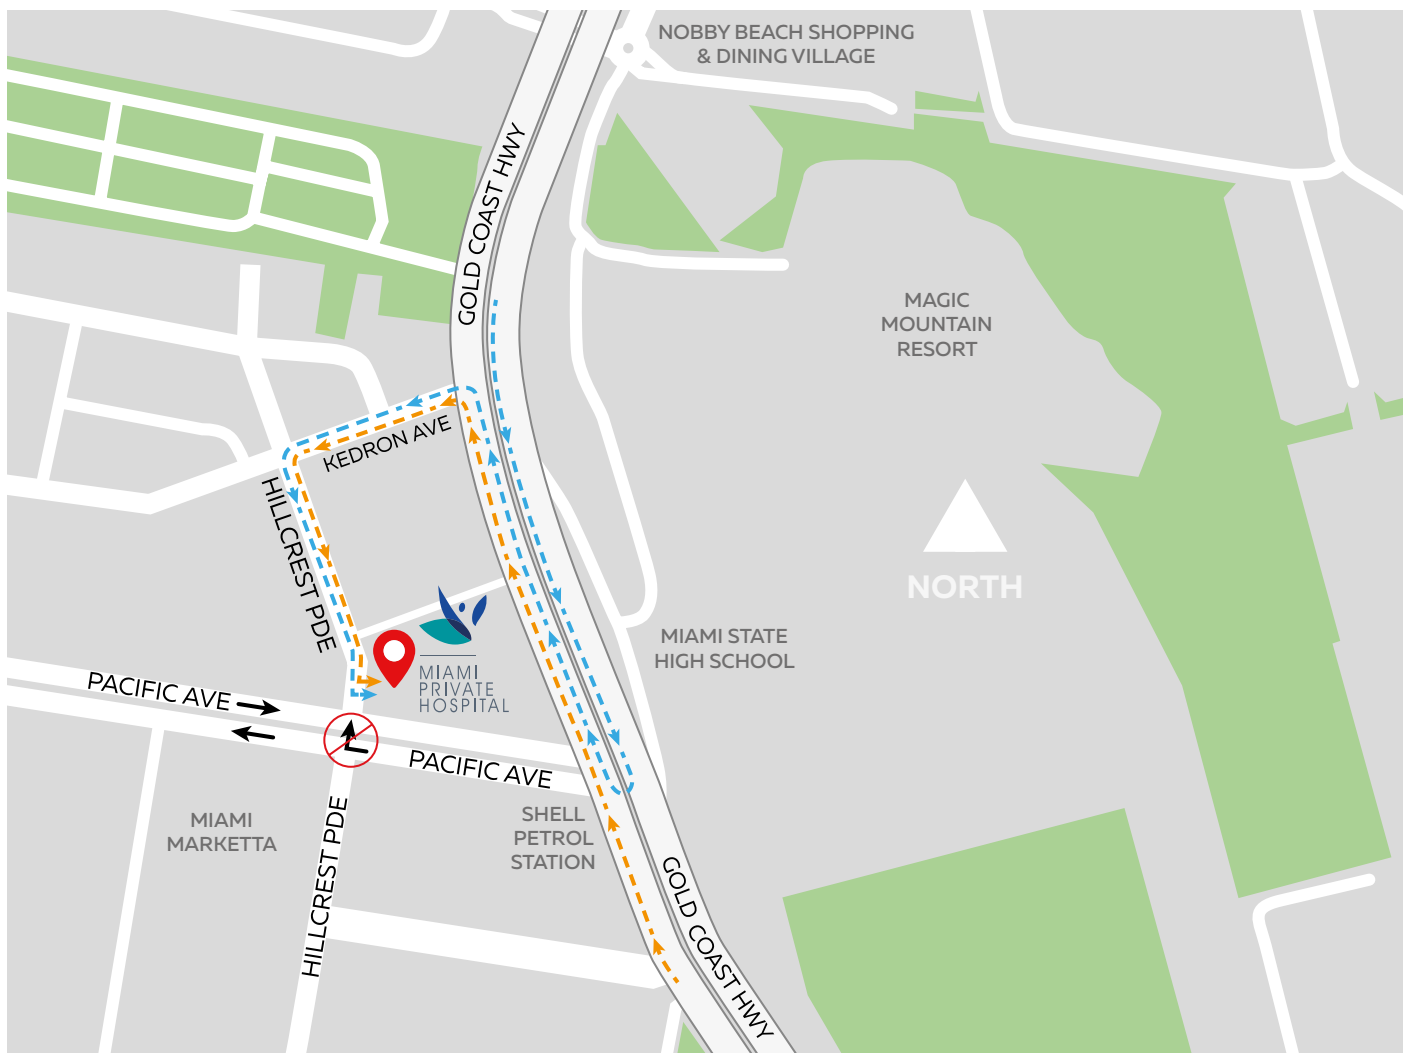 NOBBY BEACH SHOPPING
& DINING VILLAGE
GOLD COAST HWY
MAGIC
MOUNTAIN
RESORT
KEDRON AVE
HILLCREST PDE
NORTH
MIAMI STATE
HIGH SCHOOL
MIAMI
PRIVATE
HOSPITAL
PACIFIC AVE
PACIFIC AVE
MIAMI
MARKETTA
HILLCREST PDE
SHELL
PETROL
STATION
GOLD COAST HWY